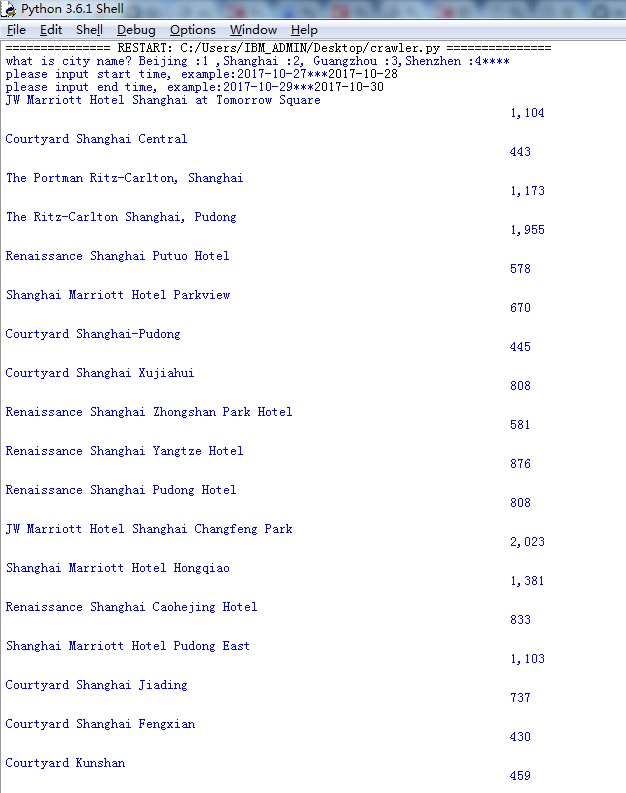 Python 3.6.1 Shell
File Edit Shell Debug Options Window Help
=============== RESTART: C:/Users/IBM_ADMIN/Desktop/crawler.py ===============
what is city name? Beijing :1 ,Shanghai :2, Guangzhou :3,Shenzhen :4****
please input start time, example:2017-10-27***2017-10-28
please input end time, example:2017-10-29***2017-10-30
JW Marriott Hotel Shanghai at Tomorrow Square
1,104
Courtyard Shanghai Central
443
The Portman Ritz-Carlton, Shanghai
1,173
The Ritz-Carlton Shanghai, Pudong
1,955
Renaissance Shanghai Putuo Hotel
578
Shanghai Marriott Hotel Parkview
670
Courtyard Shanghai-Pudong
445
Courtyard Shanghai Xujiahui
808
Renaissance Shanghai Zhongshan Park Hotel
581
Renaissance Shanghai Yangtze Hotel
876
Renaissance Shanghai Pudong Hotel
808
JW Marriott Hotel Shanghai Changfeng Park
2,023
Shanghai Marriott Hotel Hongqiao
1,381
Renaissance Shanghai Caohejing Hotel
833
Shanghai Marriott Hotel Pudong East
1,103
Courtyard Shanghai Jiading
737
Courtyard Shanghai Fengxian
430
Courtyard Kunshan
459